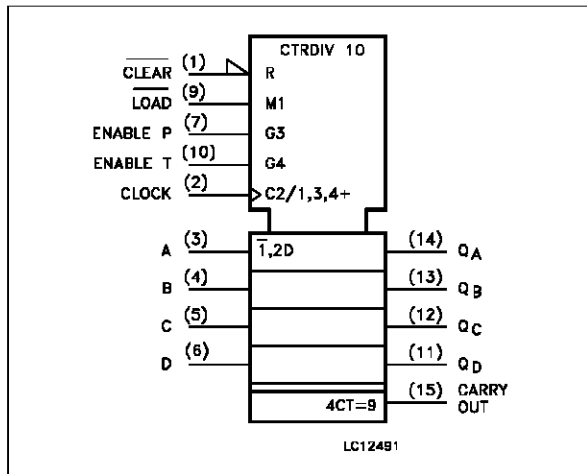 CTRDIV 10
CLEAR (1) R
LOAD (9) M1
ENABLE P (7) G3
ENABLE T (10) G4
CLOCK (2) C2/1,3,4+
A (3) 1,2D (14) QA
B (4) (13) QB
C (5) (12) QC
D (6) (11) QD
4CT=9 (15) CARRY OUT
LC12491